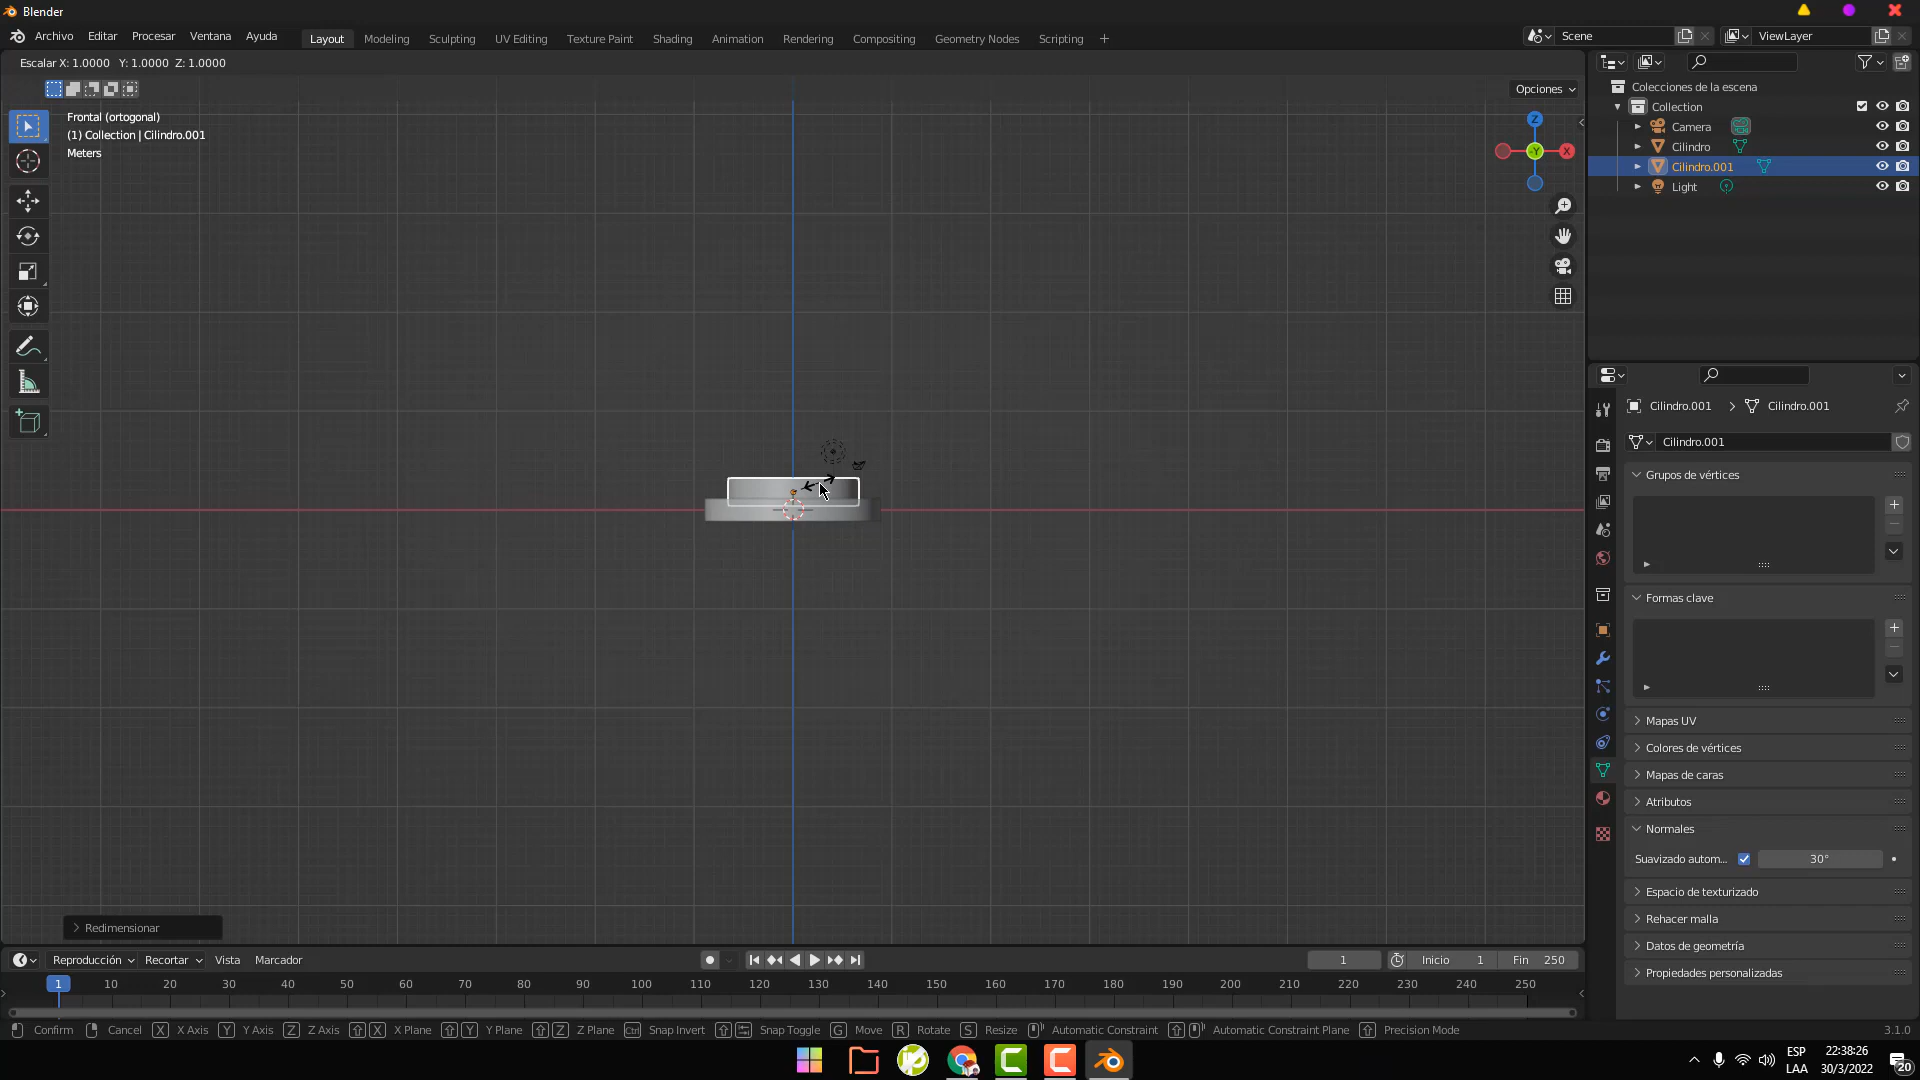 Blender
Archivo Editar Procesar Ventana Ayuda Layout Modeling Sculpting UV Editing Texture Paint Shading Animation Rendering Compositing Geometry Nodes Scripting Scene ViewLayer
Escalar X: 1.0000 Y: 1.0000 Z: 1.0000
Opciones
Frontal (ortogonal)
(1) Collection | Cilindro.001
Meters
Z
-Y
X
Colecciones de la escena
Collection
Camera
Cilindro
Cilindro.001
Light
Cilindro.001 > Cilindro.001
Cilindro.001
Grupos de vértices
Formas clave
Mapas UV
Colores de vértices
Mapas de caras
Atributos
Normales
Suavizado autom... 30°
Espacio de texturizado
Rehacer malla
Datos de geometría
Propiedades personalizadas
Redimensionar
Reproducción Recortar Vista Marcador 1 Inicio 1 Fin 250
1 10 20 30 40 50 60 70 80 90 100 110 120 130 140 150 160 170 180 190 200 210 220 230 240 250
Confirm Cancel X X Axis Y Y Axis Z Z Axis X X Plane Y Y Plane Z Z Plane Ctrl Snap Invert Snap Toggle G Move R Rotate S Resize Automatic Constraint Automatic Constraint Plane Precision Mode 3.1.0
ESP
LAA
22:38:26
30/3/2022
20